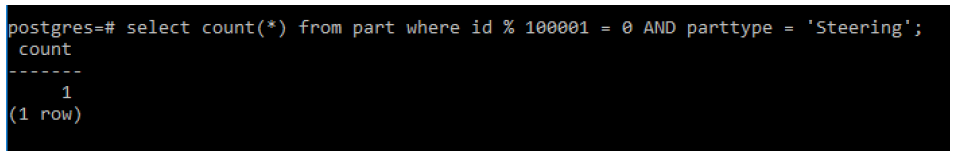 postgres=# select count(*) from part where id % 100001 = 0 AND parttype = 'Steering';
 count
-------
     1
(1 row)